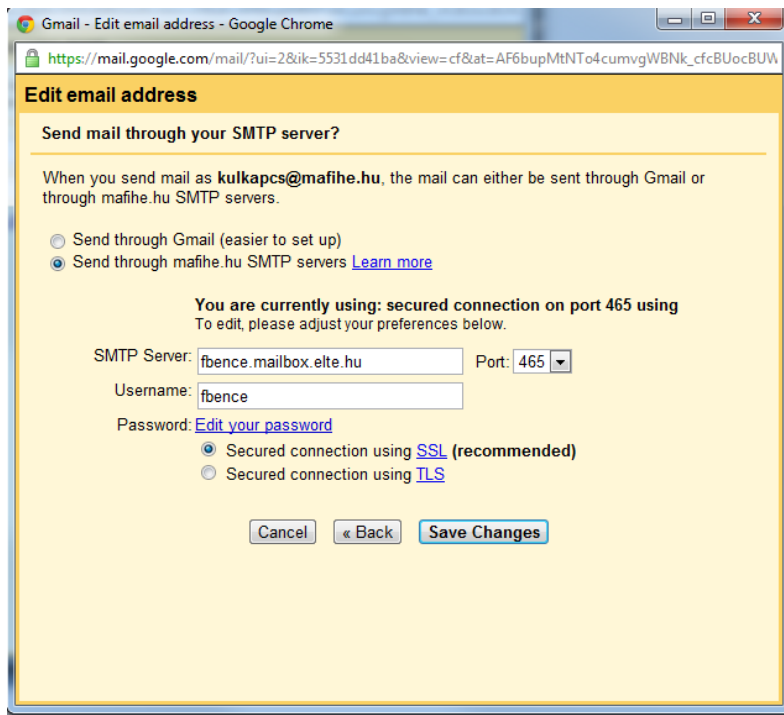 Gmail - Edit email address - Google Chrome
https://mail.google.com/mail/?ui=2&ik=5531dd41ba&view=cf&at=AF6bupMtNTo4cumvgWBNk_cfcBUocBUW
Edit email address
Send mail through your SMTP server?
When you send mail as kulkapcs@mafihe.hu, the mail can either be sent through Gmail or
through mafihe.hu SMTP servers.
Send through Gmail (easier to set up)
Send through mafihe.hu SMTP servers Learn more
You are currently using: secured connection on port 465 using
To edit, please adjust your preferences below.
SMTP Server: fbence.mailbox.elte.hu Port: 465
Username: fbence
Password: Edit your password
Secured connection using SSL (recommended)
Secured connection using TLS
Cancel « Back Save Changes